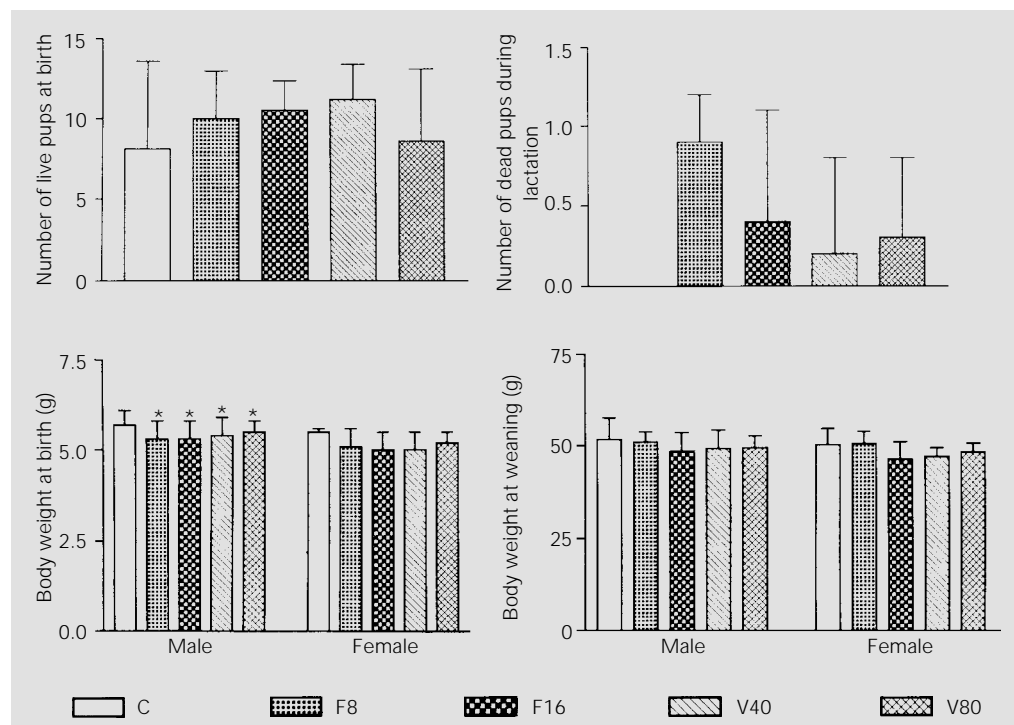 Number of live pups at birth
15
10
5
0
Number of dead pups during
lactation
1.5
1.0
0.5
0.0
Body weight at birth (g)
7.5
5.0
2.5
0.0
* * * *
Male Female
Body weight at weaning (g)
75
50
25
0
Male Female
C F8 F16 V40 V80